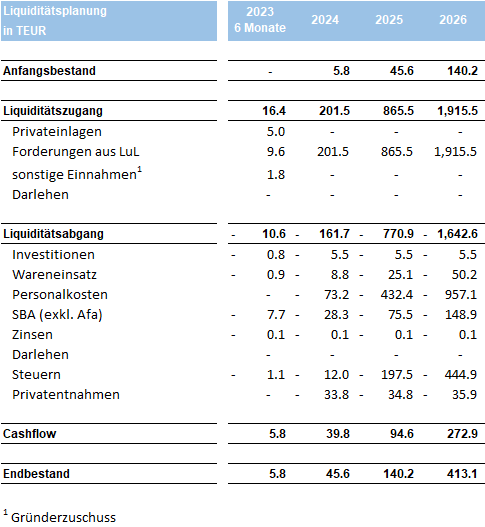 Liquiditätsplanung 2023 2024 2025 2026
in TEUR 6 Monate
Anfangsbestand - 5.8 45.6 140.2
Liquiditätszugang 16.4 201.5 865.5 1,915.5
Privateinlagen 5.0 - - -
Forderungen aus LuL 9.6 201.5 865.5 1,915.5
sonstige Einnahmen¹ 1.8 - - -
Darlehen - - - -
Liquiditätsabgang - 10.6 - 161.7 - 770.9 - 1,642.6
Investitionen - 0.8 - 5.5 - 5.5 - 5.5
Wareneinsatz - 0.9 - 8.8 - 25.1 - 50.2
Personalkosten - - 73.2 - 432.4 - 957.1
SBA (exkl. Afa) - 7.7 - 28.3 - 75.5 - 148.9
Zinsen - 0.1 - 0.1 - 0.1 - 0.1
Darlehen - - - -
Steuern - 1.1 - 12.0 - 197.5 - 444.9
Privatentnahmen - - 33.8 - 34.8 - 35.9
Cashflow 5.8 39.8 94.6 272.9
Endbestand 5.8 45.6 140.2 413.1
¹ Gründerzuschuss